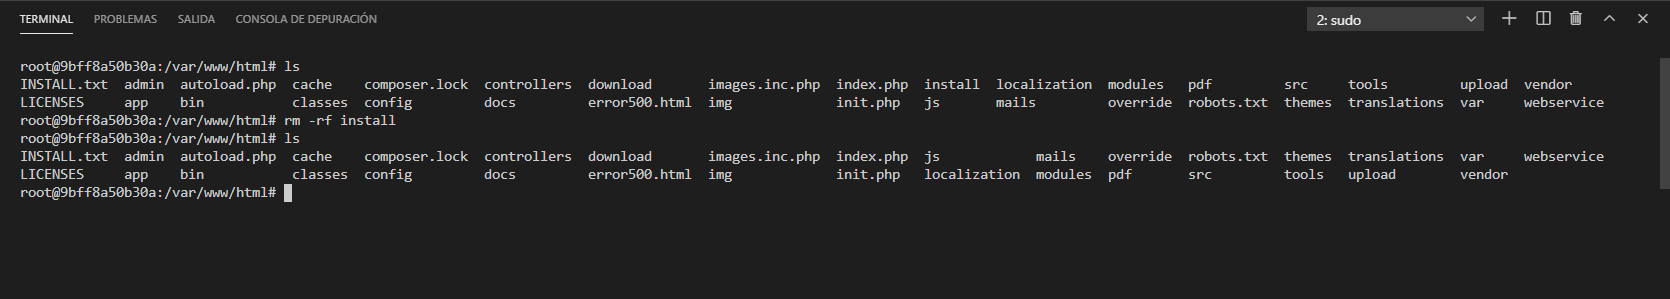 TERMINAL PROBLEMAS SALIDA CONSOLA DE DEPURACIÓN 2: sudo
root@9bff8a50b30a:/var/www/html# ls
INSTALL.txt admin autoload.php cache composer.lock controllers download images.inc.php index.php install localization modules pdf src tools upload vendor
LICENSES app bin classes config docs error500.html img init.php js mails override robots.txt themes translations var webservice
root@9bff8a50b30a:/var/www/html# rm -rf install
root@9bff8a50b30a:/var/www/html# ls
INSTALL.txt admin autoload.php cache composer.lock controllers download images.inc.php index.php js mails override robots.txt themes translations var webservice
LICENSES app bin classes config docs error500.html img init.php localization modules pdf src tools upload vendor
root@9bff8a50b30a:/var/www/html#